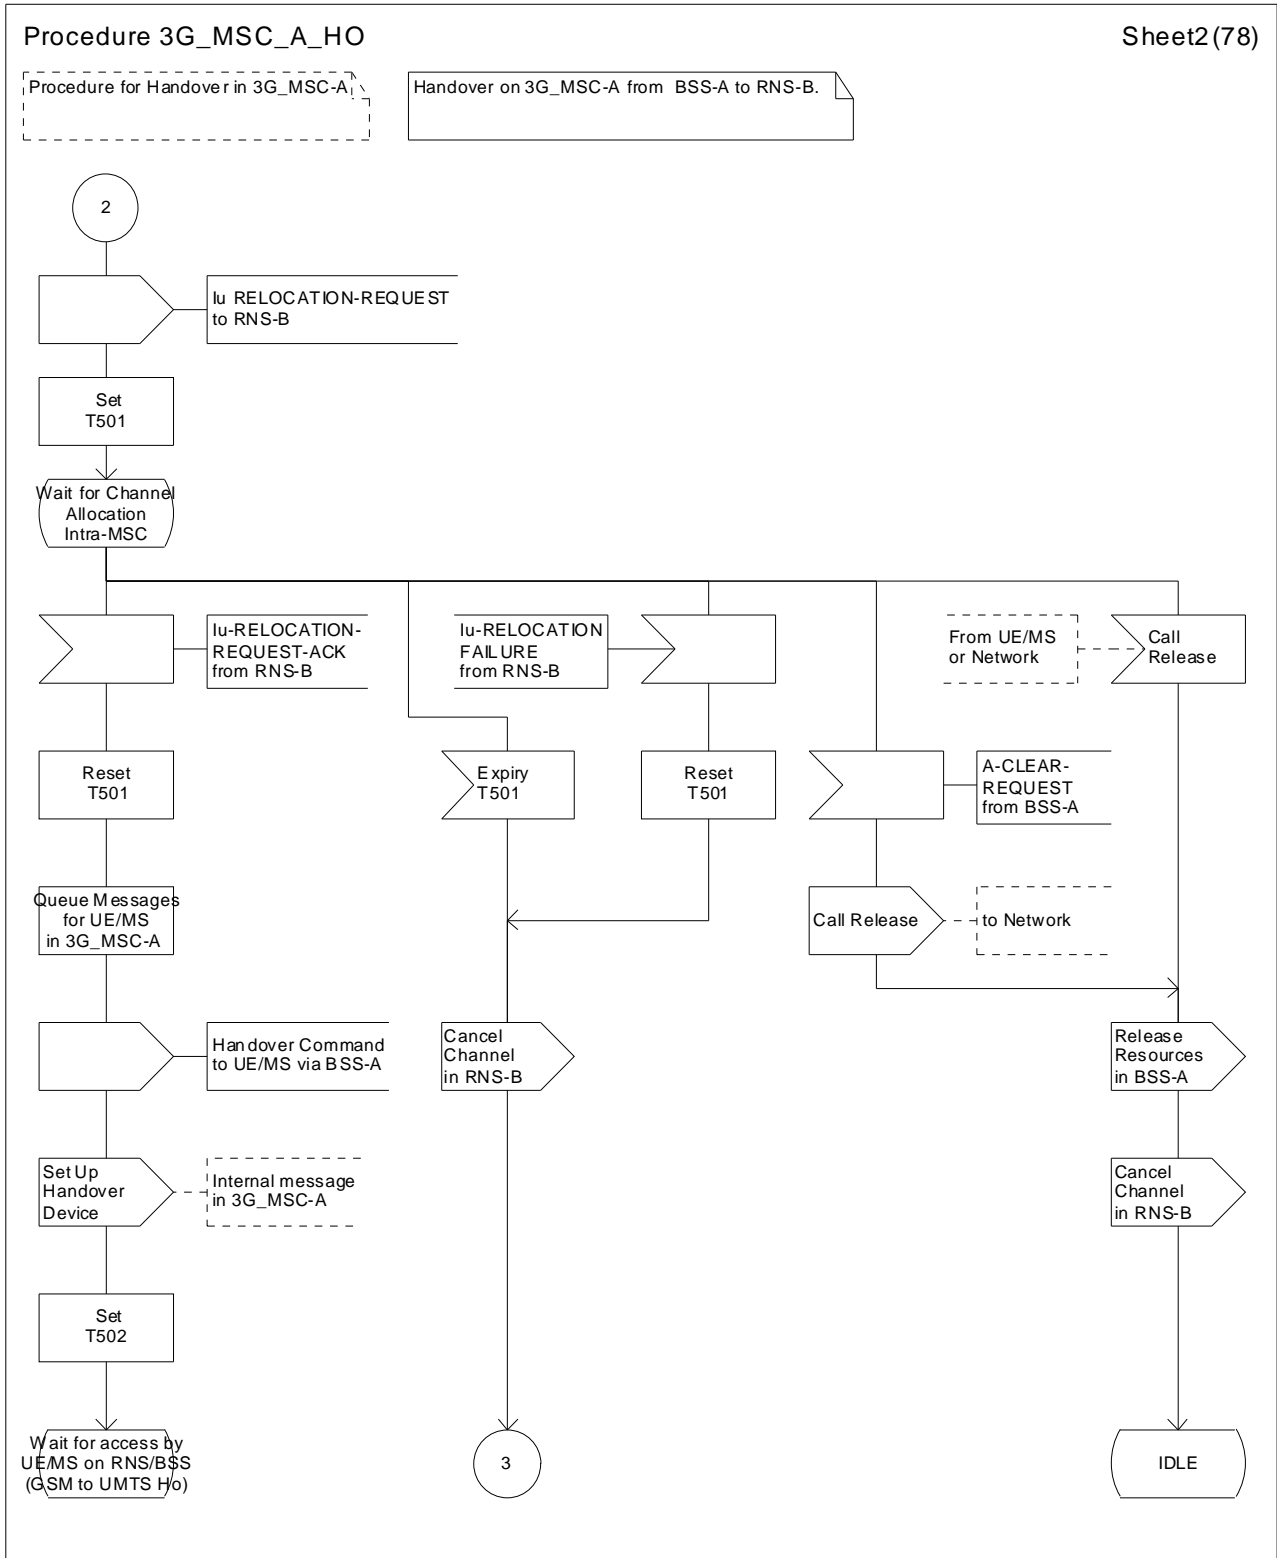 Procedure 3G_MSC_A_HO
Sheet2(78)
Procedure for Handover in 3G_MSC-A
Handover on 3G_MSC-A from BSS-A to RNS-B.
2
Iu RELOCATION-REQUEST
to RNS-B
Set
T501
Wait for Channel
Allocation
Intra-MSC
Iu-RELOCATION-
REQUEST-ACK
from RNS-B
Iu-RELOCATION
FAILURE
from RNS-B
From UE/MS
or Network
Call
Release
Reset
T501
Expiry
T501
Reset
T501
A-CLEAR-
REQUEST
from BSS-A
Queue Messages
for UE/MS
in 3G_MSC-A
Call Release
to Network
Handover Command
to UE/MS via BSS-A
Cancel
Channel
in RNS-B
Release
Resources
in BSS-A
Set Up
Handover
Device
Internal message
in 3G_MSC-A
Cancel
Channel
in RNS-B
Set
T502
Wait for access by
UE/MS on RNS/BSS
(GSM to UMTS Ho)
3
IDLE